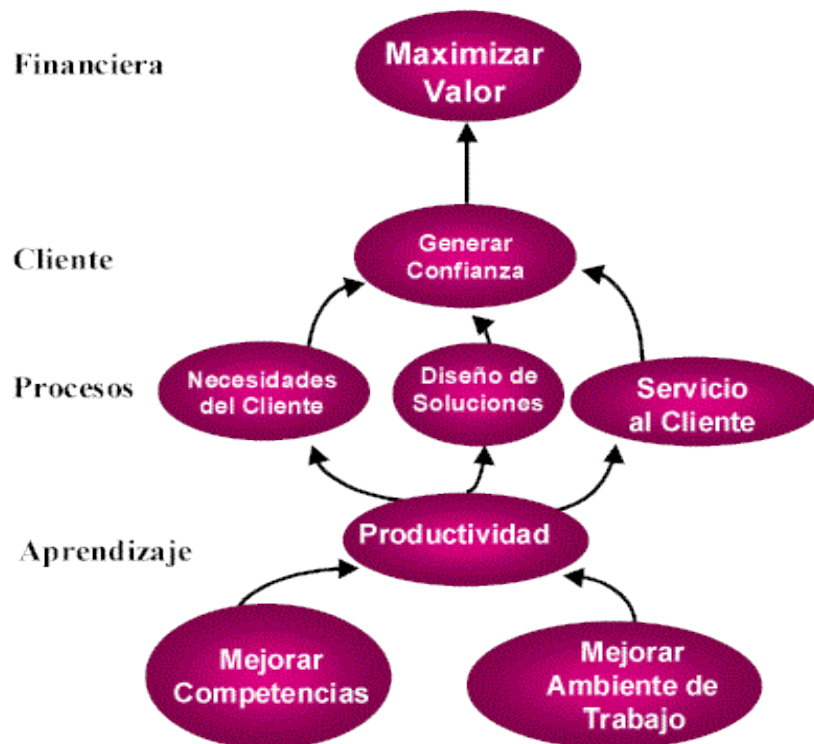 Financiera
Maximizar
Valor
Cliente
Generar
Confianza
Procesos
Necesidades
del Cliente
Diseño de
Soluciones
Servicio
al Cliente
Aprendizaje
Productividad
Mejorar
Competencias
Mejorar
Ambiente de
Trabajo